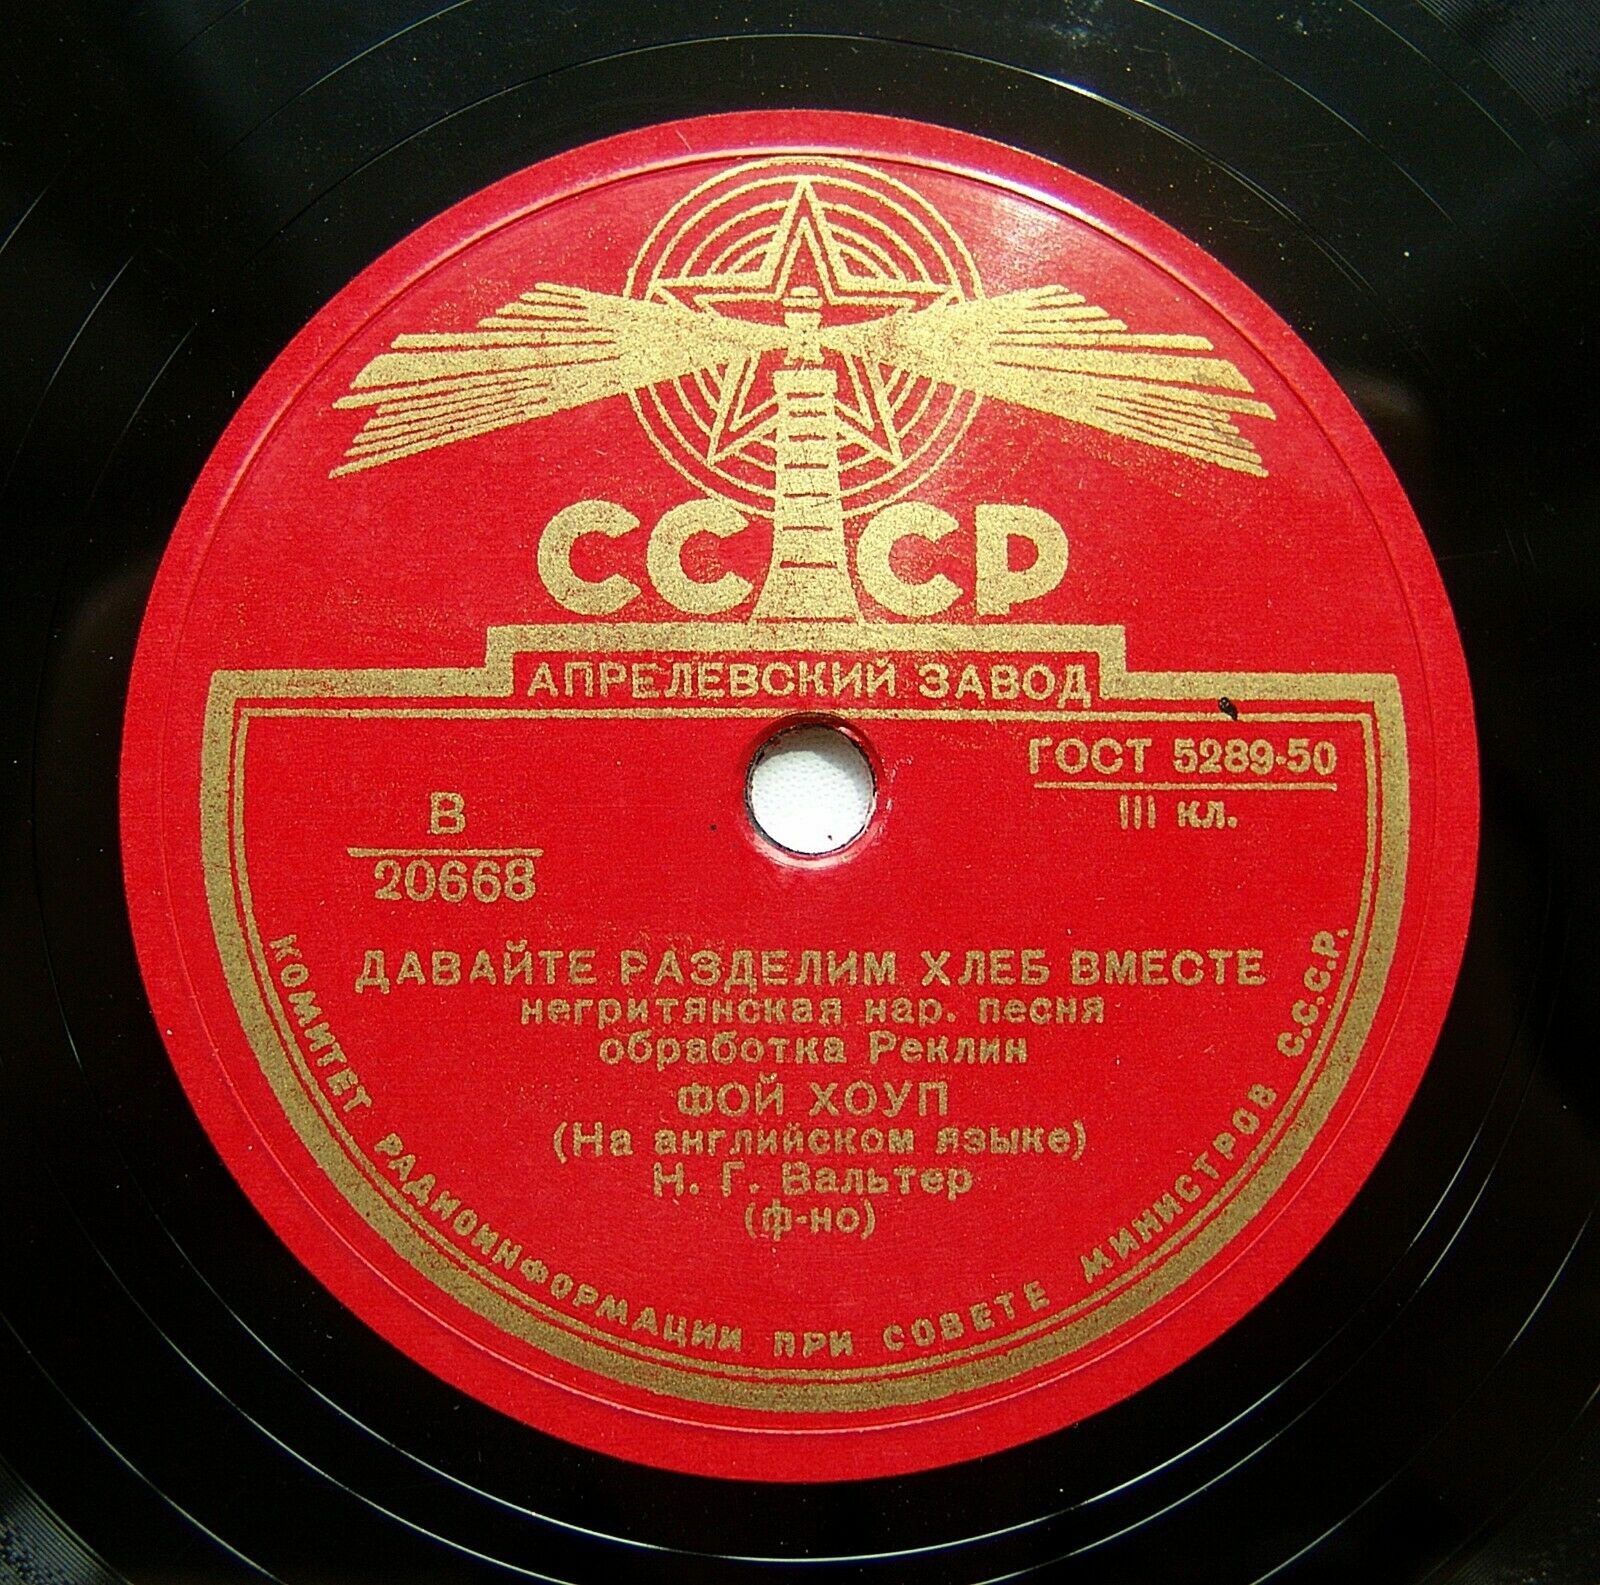 СССР
АПРЕЛЕВСКИЙ ЗАВОД
ГОСТ 5289-50
III кл.
В
20668
ДАВАЙТЕ РАЗДЕЛИМ ХЛЕБ ВМЕСТЕ
негритянская нар. песня
обработка Реклин
ФОЙ ХОУП
(На английском языке)
Н. Г. Вальтер
(ф-но)
КОМИТЕТ РАДИОИНФОРМАЦИИ ПРИ СОВЕТЕ МИНИСТРОВ С.С.С.Р.